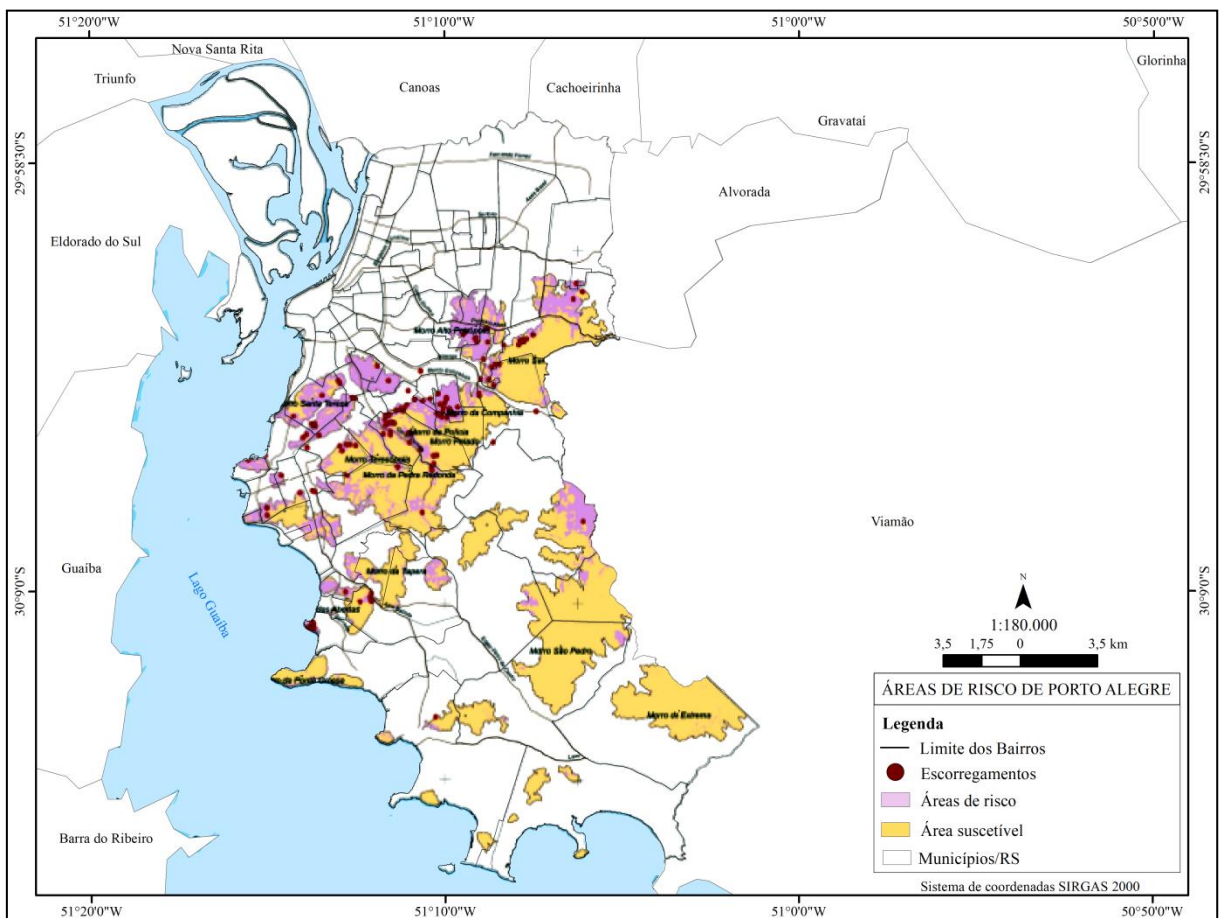 51°20'0"W
51°10'0"W
51°0'0"W
50°50'0"W
Nova Santa Rita
Glorinha
Triunfo
Canoas
Cachoeirinha
Gravataí
29°58'30"S
29°58'30"S
Alvorada
Eldorado do Sul
Morro Santa Tereza
Morro da Companhia
Morro da Polícia
Morro Pelado
Morro Teresópolis
Morro da Pedra Redonda
Viamão
Guaíba
Lago Guaíba
Morro da Tapera
30°9'0"S
30°9'0"S
N
1:180.000
3,5 1,75 0 3,5 km
Morro São Pedro
Morro da Extrema
ÁREAS DE RISCO DE PORTO ALEGRE
Legenda
Limite dos Bairros
Escorregamentos
Áreas de risco
Área suscetível
Municípios/RS
Barra do Ribeiro
Sistema de coordenadas SIRGAS 2000
51°20'0"W
51°10'0"W
51°0'0"W
50°50'0"W